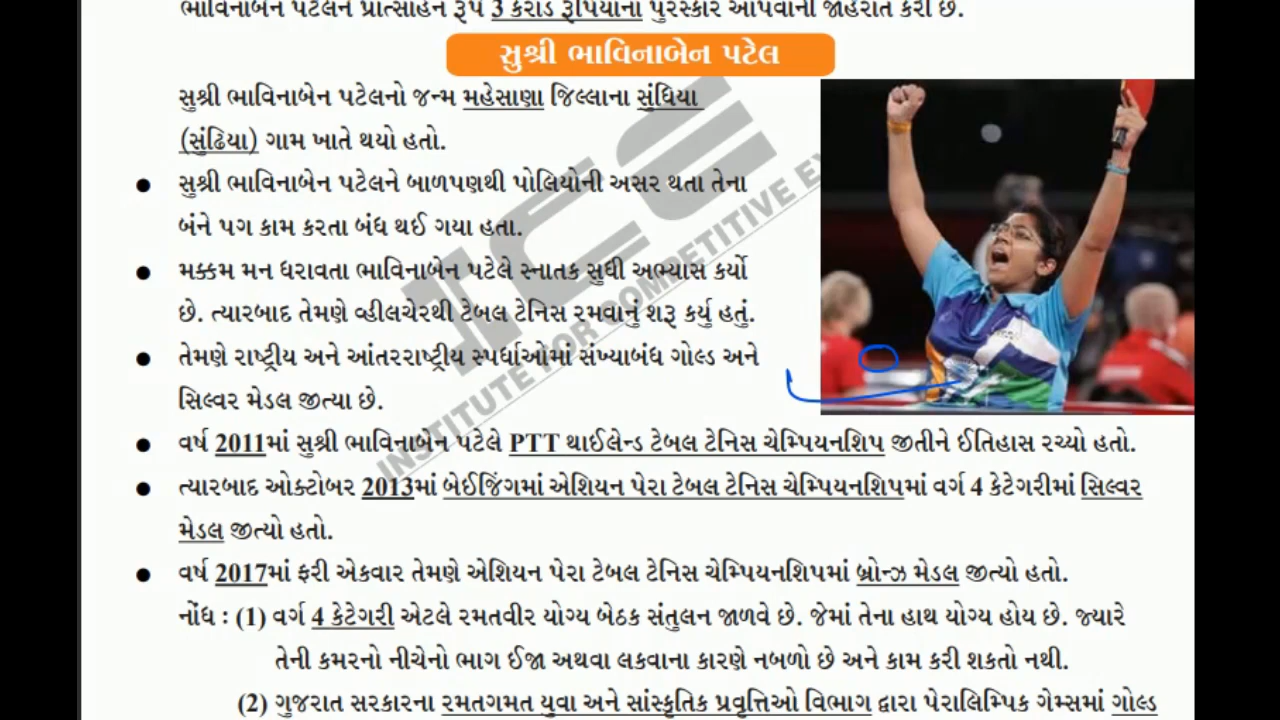 ભાવિનાબેન પટેલને પ્રોત્સાહન રૂપે 3 કરોડ રૂપિયાનો પુરસ્કાર આપવાની જાહેરાત કરી છે.
સુશ્રી ભાવિનાબેન પટેલ
સુશ્રી ભાવિનાબેન પટેલનો જન્મ મહેસાણા જિલ્લાના સુંધિયા
(સુંઢિયા) ગામ ખાતે થયો હતો.
● સુશ્રી ભાવિનાબેન પટેલને બાળપણથી પોલિયોની અસર થતા તેના
બંને પગ કામ કરતા બંધ થઈ ગયા હતા.
● મક્કમ મન ધરાવતા ભાવિનાબેન પટેલે સ્નાતક સુધી અભ્યાસ કર્યો
છે. ત્યારબાદ તેમણે વ્હીલચેરથી ટેબલ ટેનિસ રમવાનું શરૂ કર્યુ હતું.
● તેમણે રાષ્ટ્રીય અને આંતરરાષ્ટ્રીય સ્પર્ધાઓમાં સંખ્યાબંધ ગોલ્ડ અને
સિલ્વર મેડલ જીત્યા છે.
● વર્ષ 2011માં સુશ્રી ભાવિનાબેન પટેલે PTT થાઈલેન્ડ ટેબલ ટેનિસ ચેમ્પિયનશિપ જીતીને ઈતિહાસ રચ્યો હતો.
● ત્યારબાદ ઓક્ટોબર 2013માં બેઈજિંગમાં એશિયન પેરા ટેબલ ટેનિસ ચેમ્પિયનશિપમાં વર્ગ 4 કેટેગરીમાં સિલ્વર
મેડલ જીત્યો હતો.
● વર્ષ 2017માં ફરી એકવાર તેમણે એશિયન પેરા ટેબલ ટેનિસ ચેમ્પિયનશિપમાં બ્રોન્ઝ મેડલ જીત્યો હતો.
નોંધ : (1) વર્ગ 4 કેટેગરી એટલે રમતવીર યોગ્ય બેઠક સંતુલન જાળવે છે. જેમાં તેના હાથ યોગ્ય હોય છે. જ્યારે
તેની કમરનો નીચેનો ભાગ ઈજા અથવા લકવાના કારણે નબળો છે અને કામ કરી શકતો નથી.
(2) ગુજરાત સરકારના રમતગમત યુવા અને સાંસ્કૃતિક પ્રવૃત્તિઓ વિભાગ દ્વારા પેરાલિમ્પિક ગેમ્સમાં ગોલ્ડ
ICE
INSTITUTE FOR COMPETITIVE EX